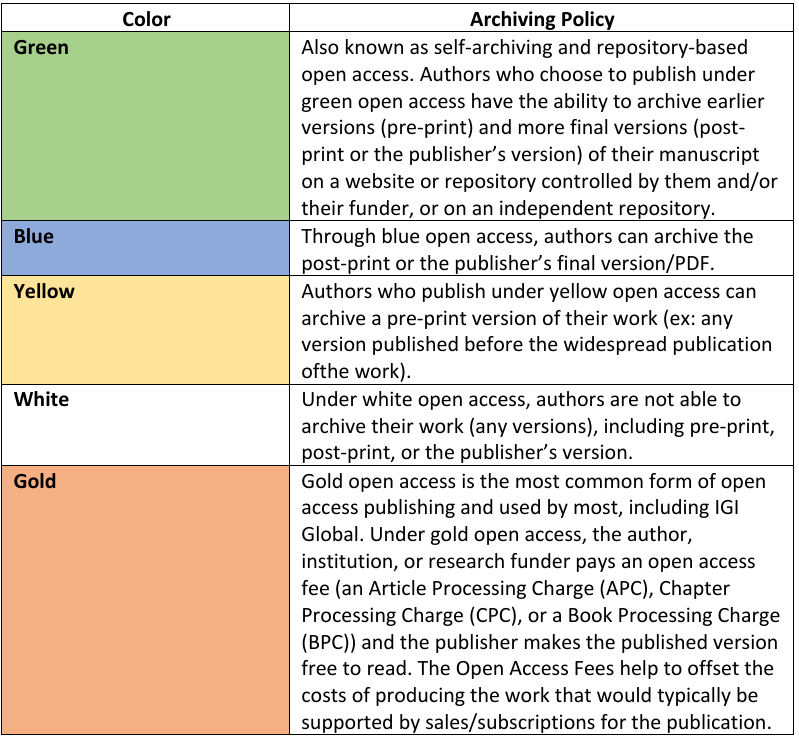 Color
Archiving Policy
Green
Also known as self-archiving and repository-based
open access. Authors who choose to publish under
green open access have the ability to archive earlier
versions (pre-print) and more final versions (post-
print or the publisher’s version) of their manuscript
on a website or repository controlled by them and/or
their funder, or on an independent repository.
Blue
Through blue open access, authors can archive the
post-print or the publisher’s final version/PDF.
Yellow
Authors who publish under yellow open access can
archive a pre-print version of their work (ex: any
version published before the widespread publication
ofthe work).
White
Under white open access, authors are not able to
archive their work (any versions), including pre-print,
post-print, or the publisher’s version.
Gold
Gold open access is the most common form of open
access publishing and used by most, including IGI
Global. Under gold open access, the author,
institution, or research funder pays an open access
fee (an Article Processing Charge (APC), Chapter
Processing Charge (CPC), or a Book Processing Charge
(BPC)) and the publisher makes the published version
free to read. The Open Access Fees help to offset the
costs of producing the work that would typically be
supported by sales/subscriptions for the publication.